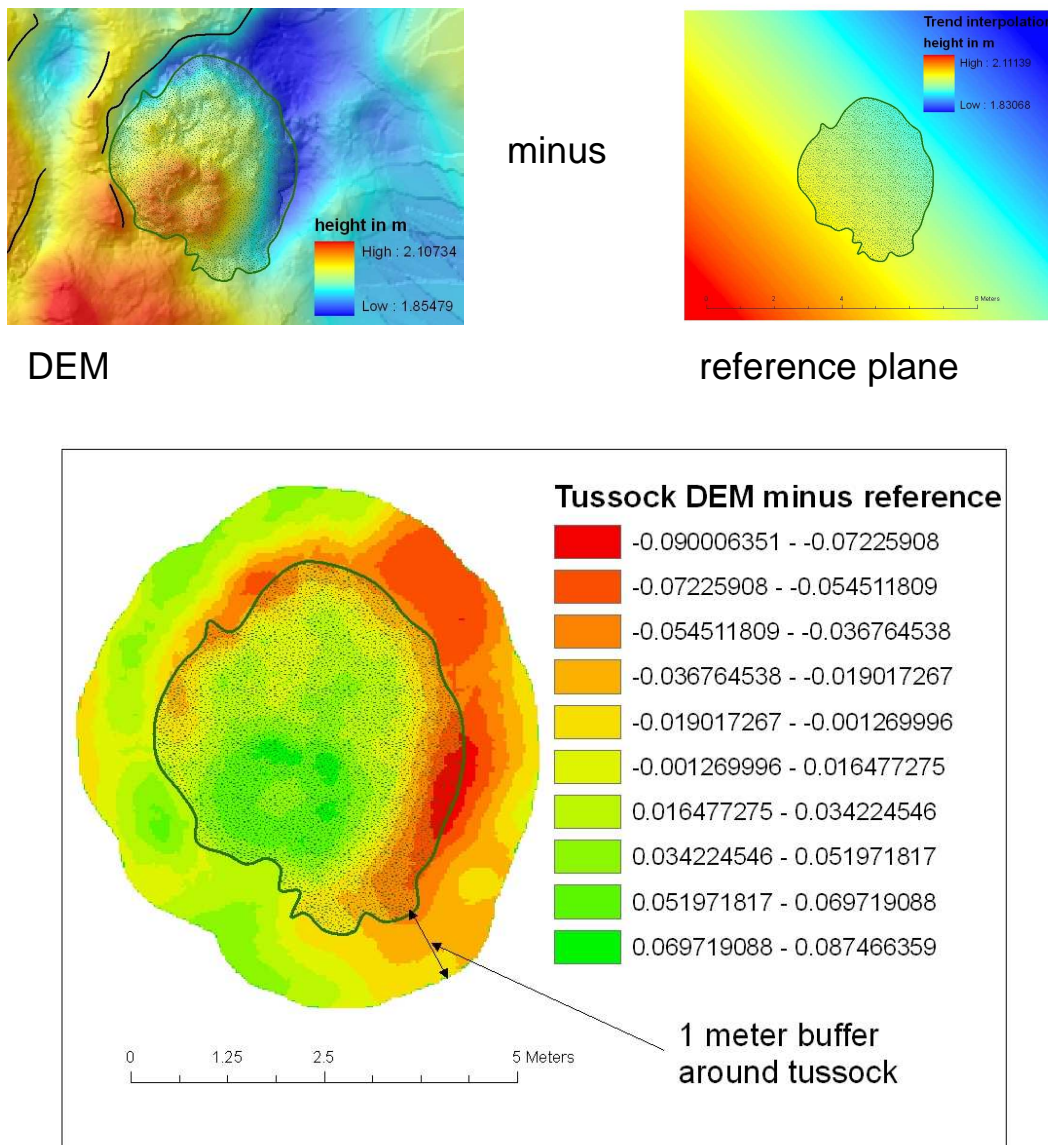 Trend interpolation
height in m
High : 2.11139
Low : 1.83068
minus
height in m
High : 2.10734
Low : 1.85479
0 2 4 8 Meters
DEM
reference plane
Tussock DEM minus reference
-0.090006351 - -0.07225908
-0.07225908 - -0.054511809
-0.054511809 - -0.036764538
-0.036764538 - -0.019017267
-0.019017267 - -0.001269996
-0.001269996 - 0.016477275
0.016477275 - 0.034224546
0.034224546 - 0.051971817
0.051971817 - 0.069719088
0.069719088 - 0.087466359
1 meter buffer
around tussock
0 1.25 2.5 5 Meters